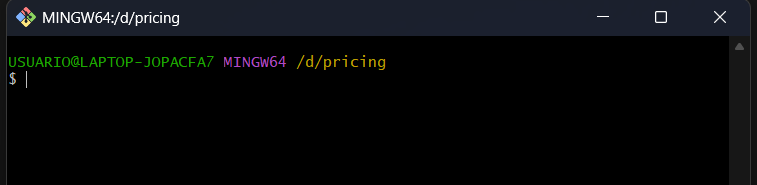 MINGW64:/d/pricing
USUARIO@LAPTOP-JOPACFA7 MINGW64 /d/pricing
$